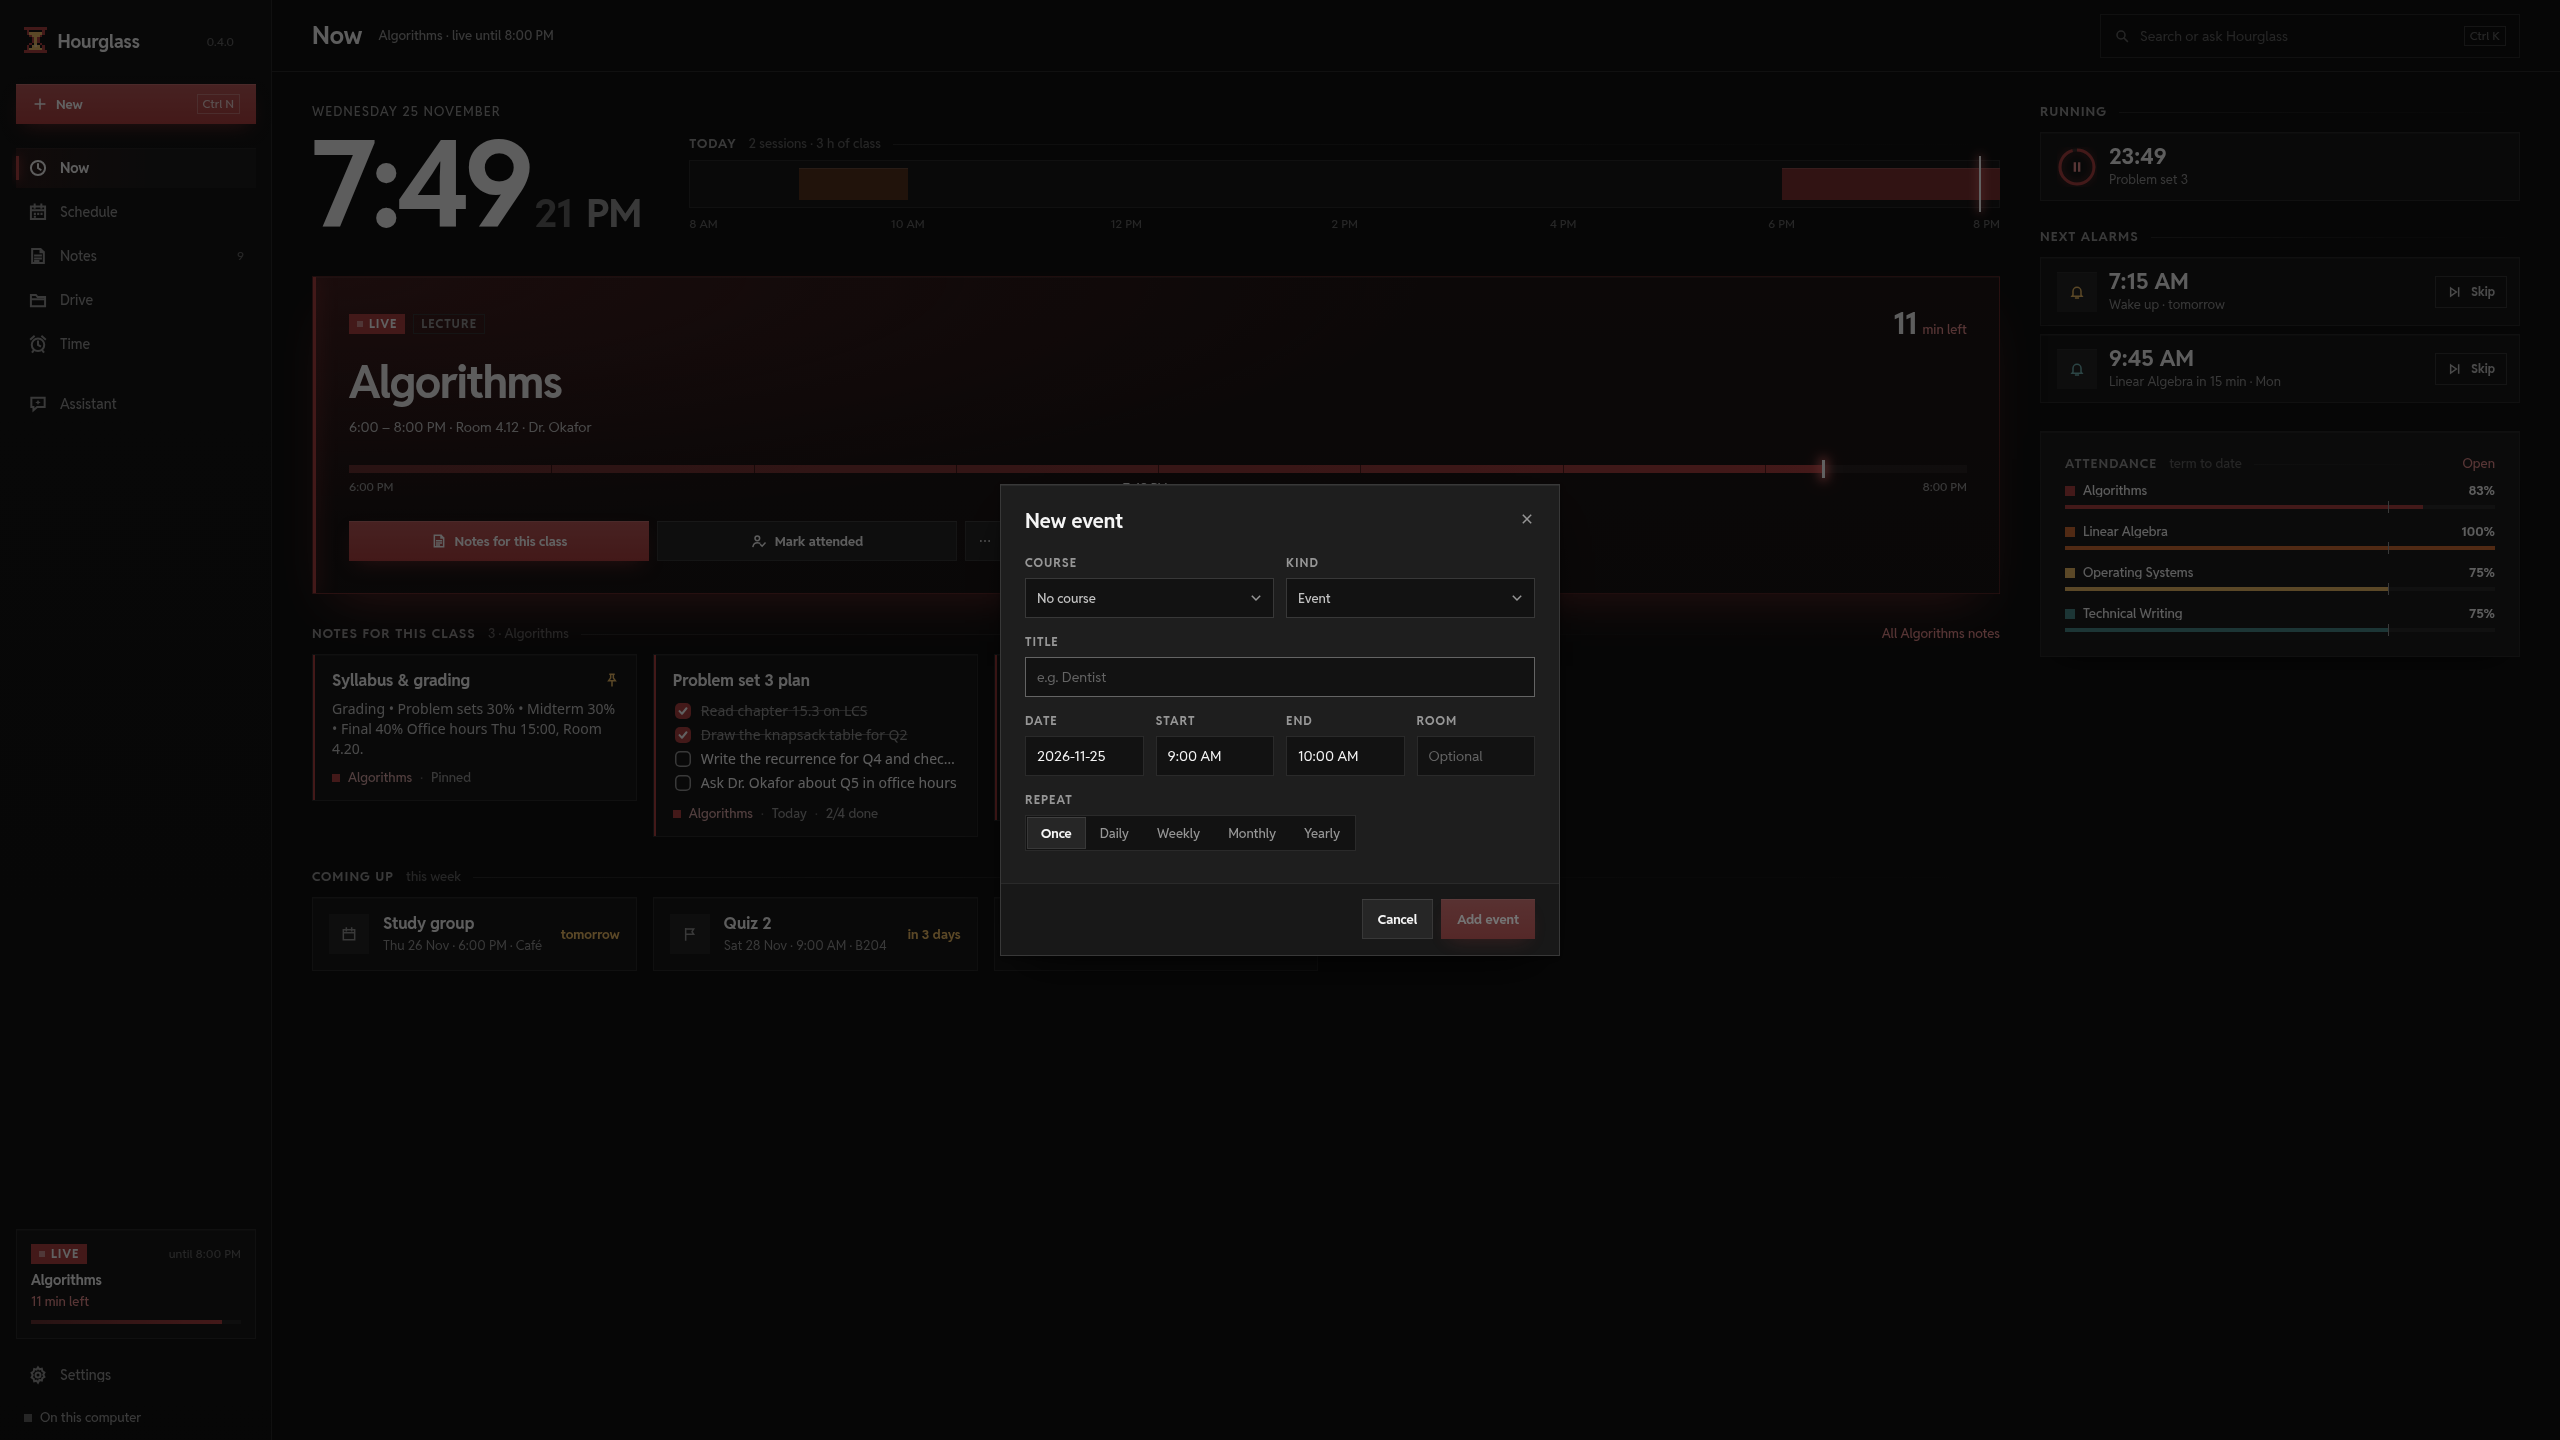 Hourglass
0.4.0
New
Ctrl N
Now
Schedule
Notes
9
Drive
Time
Assistant
LIVE
until 8:00 PM
Algorithms
11 min left
Settings
On this computer
Now
Algorithms · live until 8:00 PM
Search or ask Hourglass
Ctrl K
WEDNESDAY 25 NOVEMBER
7:49 21 PM
TODAY 2 sessions · 3 h of class
8 AM 10 AM 12 PM 2 PM 4 PM 6 PM 8 PM
LIVE LECTURE
11 min left
Algorithms
6:00 – 8:00 PM · Room 4.12 · Dr. Okafor
6:00 PM 8:00 PM
Notes for this class
Mark attended
NOTES FOR THIS CLASS 3 · Algorithms
All Algorithms notes
Syllabus & grading
Grading • Problem sets 30% • Midterm 30%
• Final 40% Office hours Thu 15:00, Room
4.20.
Algorithms · Pinned
Problem set 3 plan
Read chapter 15.3 on LCS
Draw the knapsack table for Q2
Write the recurrence for Q4 and chec...
Ask Dr. Okafor about Q5 in office hours
Algorithms · Today · 2/4 done
COMING UP this week
Study group
Thu 26 Nov · 6:00 PM · Café
tomorrow
Quiz 2
Sat 28 Nov · 9:00 AM · B204
in 3 days
New event
COURSE KIND
No course Event
TITLE
e.g. Dentist
DATE START END ROOM
2026-11-25 9:00 AM 10:00 AM Optional
REPEAT
Once Daily Weekly Monthly Yearly
Cancel Add event
RUNNING
23:49
Problem set 3
NEXT ALARMS
7:15 AM
Wake up · tomorrow
Skip
9:45 AM
Linear Algebra in 15 min · Mon
Skip
ATTENDANCE term to date Open
Algorithms 83%
Linear Algebra 100%
Operating Systems 75%
Technical Writing 75%